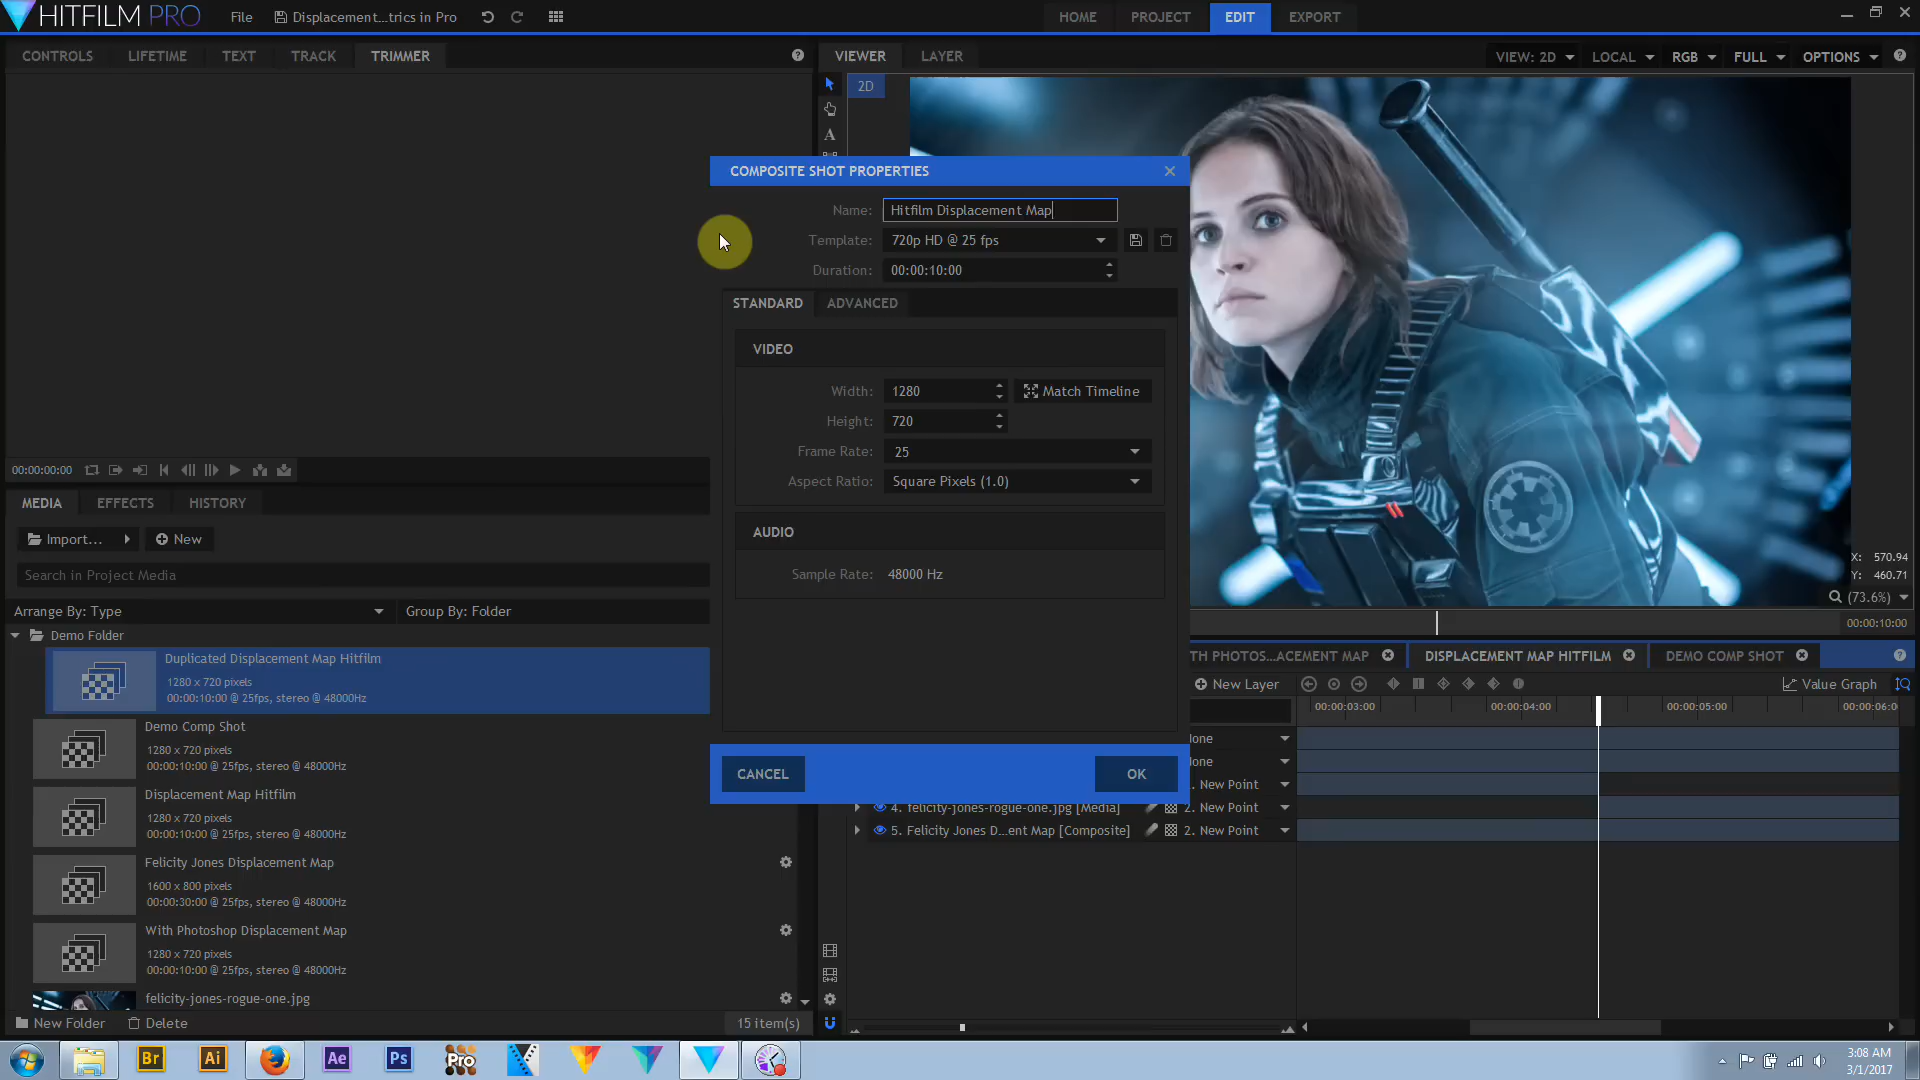 HITFILM PRO
File
Displacement...trics in Pro
HOME
PROJECT
EDIT
EXPORT
CONTROLS
LIFETIME
TEXT
TRACK
TRIMMER
VIEWER
LAYER
VIEW: 2D
LOCAL
RGB
FULL
OPTIONS
2D
COMPOSITE SHOT PROPERTIES
Name: Hitfilm Displacement Map
Template: 720p HD @ 25 fps
Duration: 00:00:10:00
STANDARD
ADVANCED
VIDEO
Width: 1280
Match Timeline
Height: 720
Frame Rate: 25
Aspect Ratio: Square Pixels (1.0)
AUDIO
Sample Rate: 48000 Hz
CANCEL
OK
X: 570.94
Y: 460.71
(73.6%)
00:00:10:00
00:00:00:00
MEDIA
EFFECTS
HISTORY
Import...
New
Search in Project Media
Arrange By: Type
Group By: Folder
Demo Folder
Duplicated Displacement Map Hitfilm
1280 x 720 pixels
00:00:10:00 @ 25fps, stereo @ 48000Hz
Demo Comp Shot
1280 x 720 pixels
00:00:10:00 @ 25fps, stereo @ 48000Hz
Displacement Map Hitfilm
1280 x 720 pixels
00:00:10:00 @ 25fps, stereo @ 48000Hz
Felicity Jones Displacement Map
1600 x 800 pixels
00:00:30:00 @ 25fps, stereo @ 48000Hz
With Photoshop Displacement Map
1280 x 720 pixels
00:00:10:00 @ 25fps, stereo @ 48000Hz
felicity-jones-rogue-one.jpg
New Folder
Delete
15 item(s)
TH PHOTOS...ACEMENT MAP
DISPLACEMENT MAP HITFILM
DEMO COMP SHOT
New Layer
Value Graph
00:00:03:00
00:00:04:00
00:00:05:00
00:00:06:0
lone
lone
. New Point
4. felicity-jones-rogue-one.jpg [Media]
2. New Point
5. Felicity Jones D...ent Map [Composite]
2. New Point
Br
Ai
Ae
Ps
Pro
3:08 AM
3/1/2017